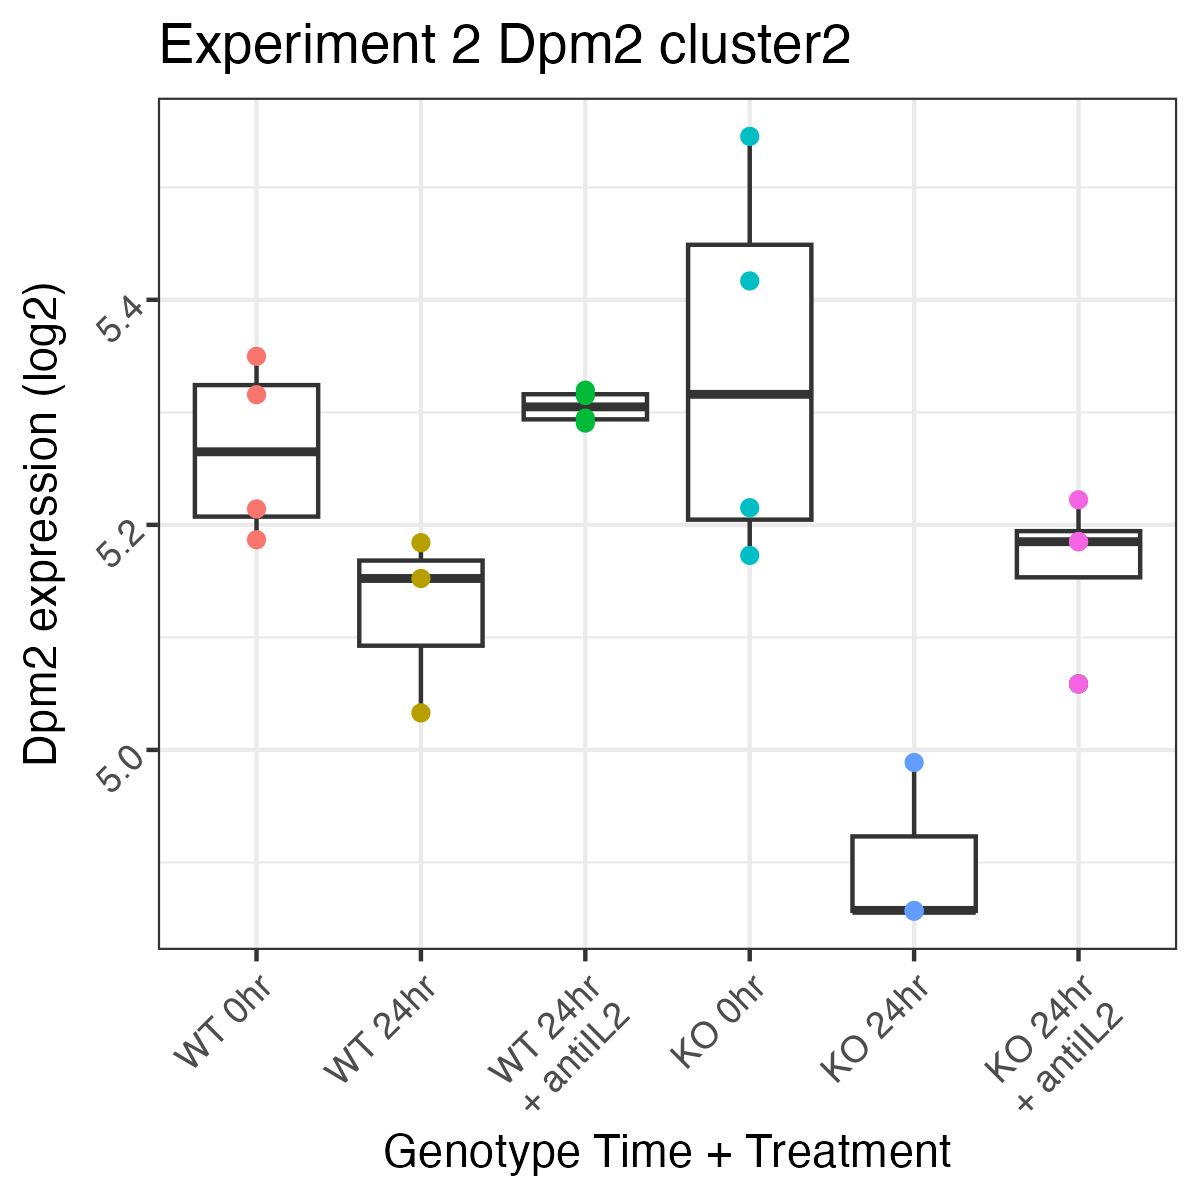 Experiment 2 Dpm2 cluster2
Dpm2 expression (log2)
5.4
5.2
5.0
WT 0hr
WT 24hr
WT 24hr
+ antiIL2
KO 0hr
KO 24hr
KO 24hr
+ antiIL2
Genotype Time + Treatment